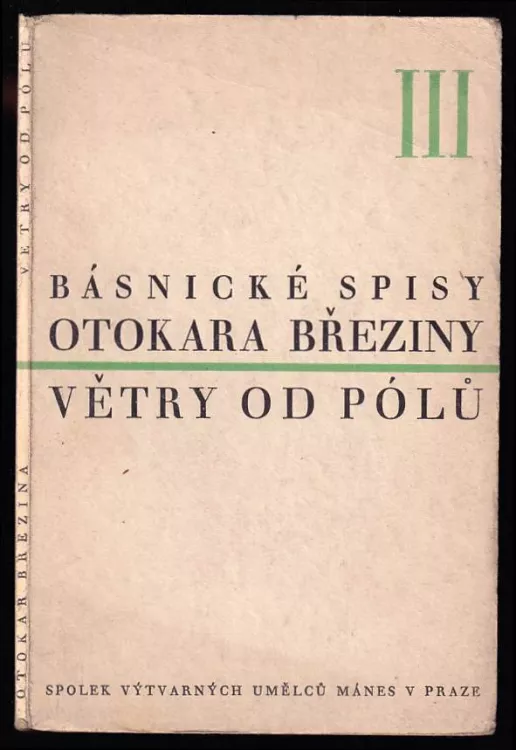 III
BÁSNICKÉ SPISY
OTOKARA BŘEZINY
VĚTRY OD PÓLŮ
SPOLEK VÝTVARNÝCH UMĚLCŮ MÁNES V PRAZE
OTOKAR BŘEZINA
VĚTRY OD PÓLŮ